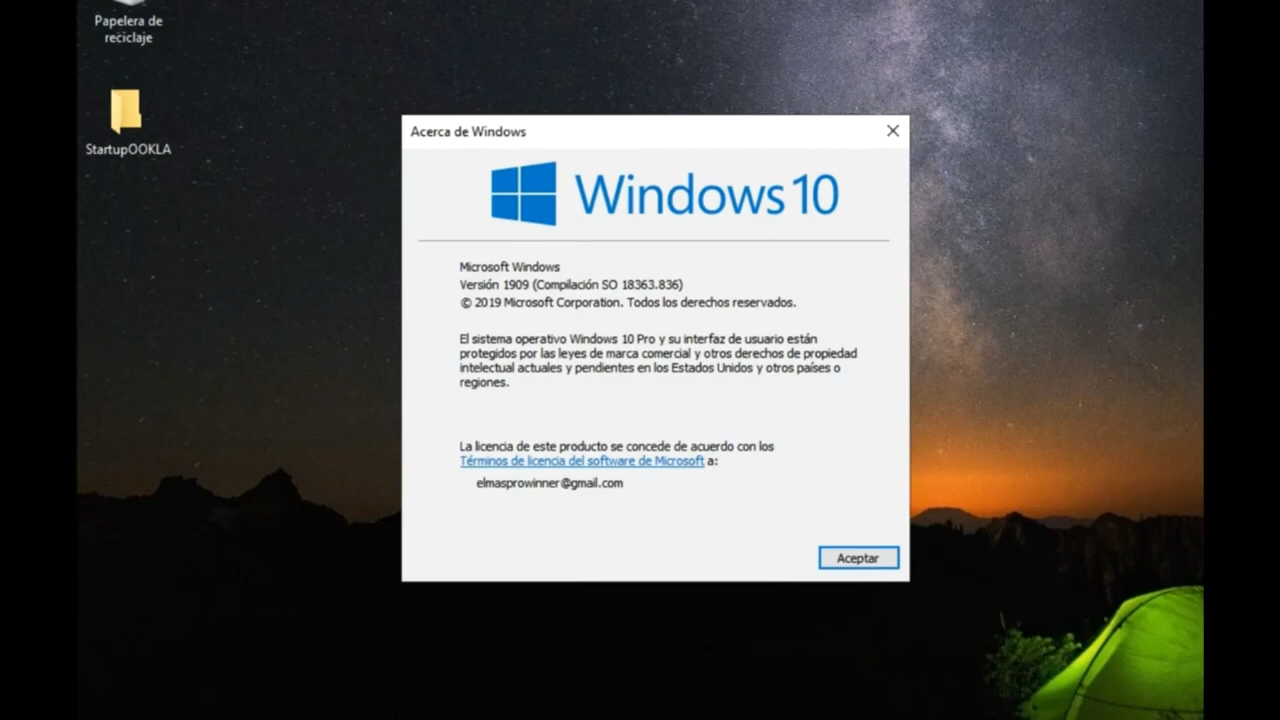 Papelera de
reciclaje
StartupOOKLA
Acerca de Windows
Windows 10
Microsoft Windows
Versión 1909 (Compilación SO 18363.836)
© 2019 Microsoft Corporation. Todos los derechos reservados.
El sistema operativo Windows 10 Pro y su interfaz de usuario están
protegidos por las leyes de marca comercial y otros derechos de propiedad
intelectual actuales y pendientes en los Estados Unidos y otros países o
regiones.
La licencia de este producto se concede de acuerdo con los
Términos de licencia del software de Microsoft a:
elmasprowinner@gmail.com
Aceptar